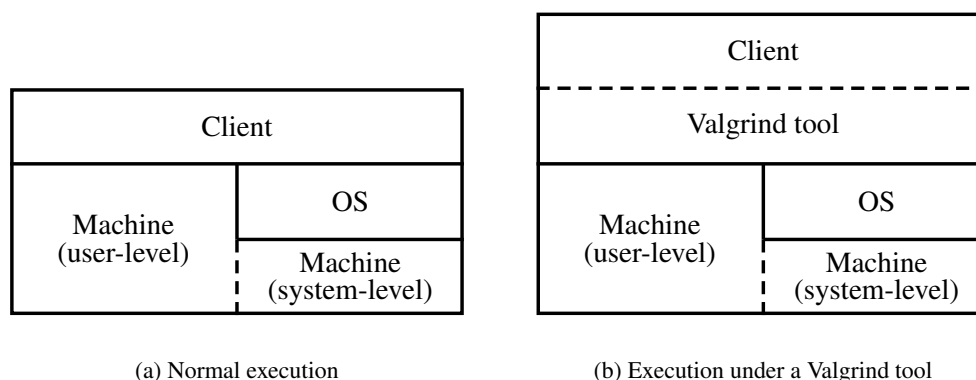 Client
OS
Machine
(user-level)
Machine
(system-level)
(a) Normal execution
Client
Valgrind tool
OS
Machine
(user-level)
Machine
(system-level)
(b) Execution under a Valgrind tool